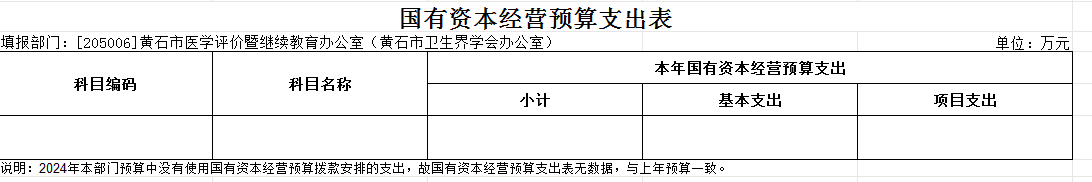 国有资本经营预算支出表
填报部门：[205006]黄石市医学评价暨继续教育办公室（黄石市卫生界学会办公室） 单位：万元
科目编码 科目名称 本年国有资本经营预算支出
小计 基本支出 项目支出
说明：2024年本部门预算中没有使用国有资本经营预算拨款安排的支出，故国有资本经营预算支出表无数据，与上年预算一致。